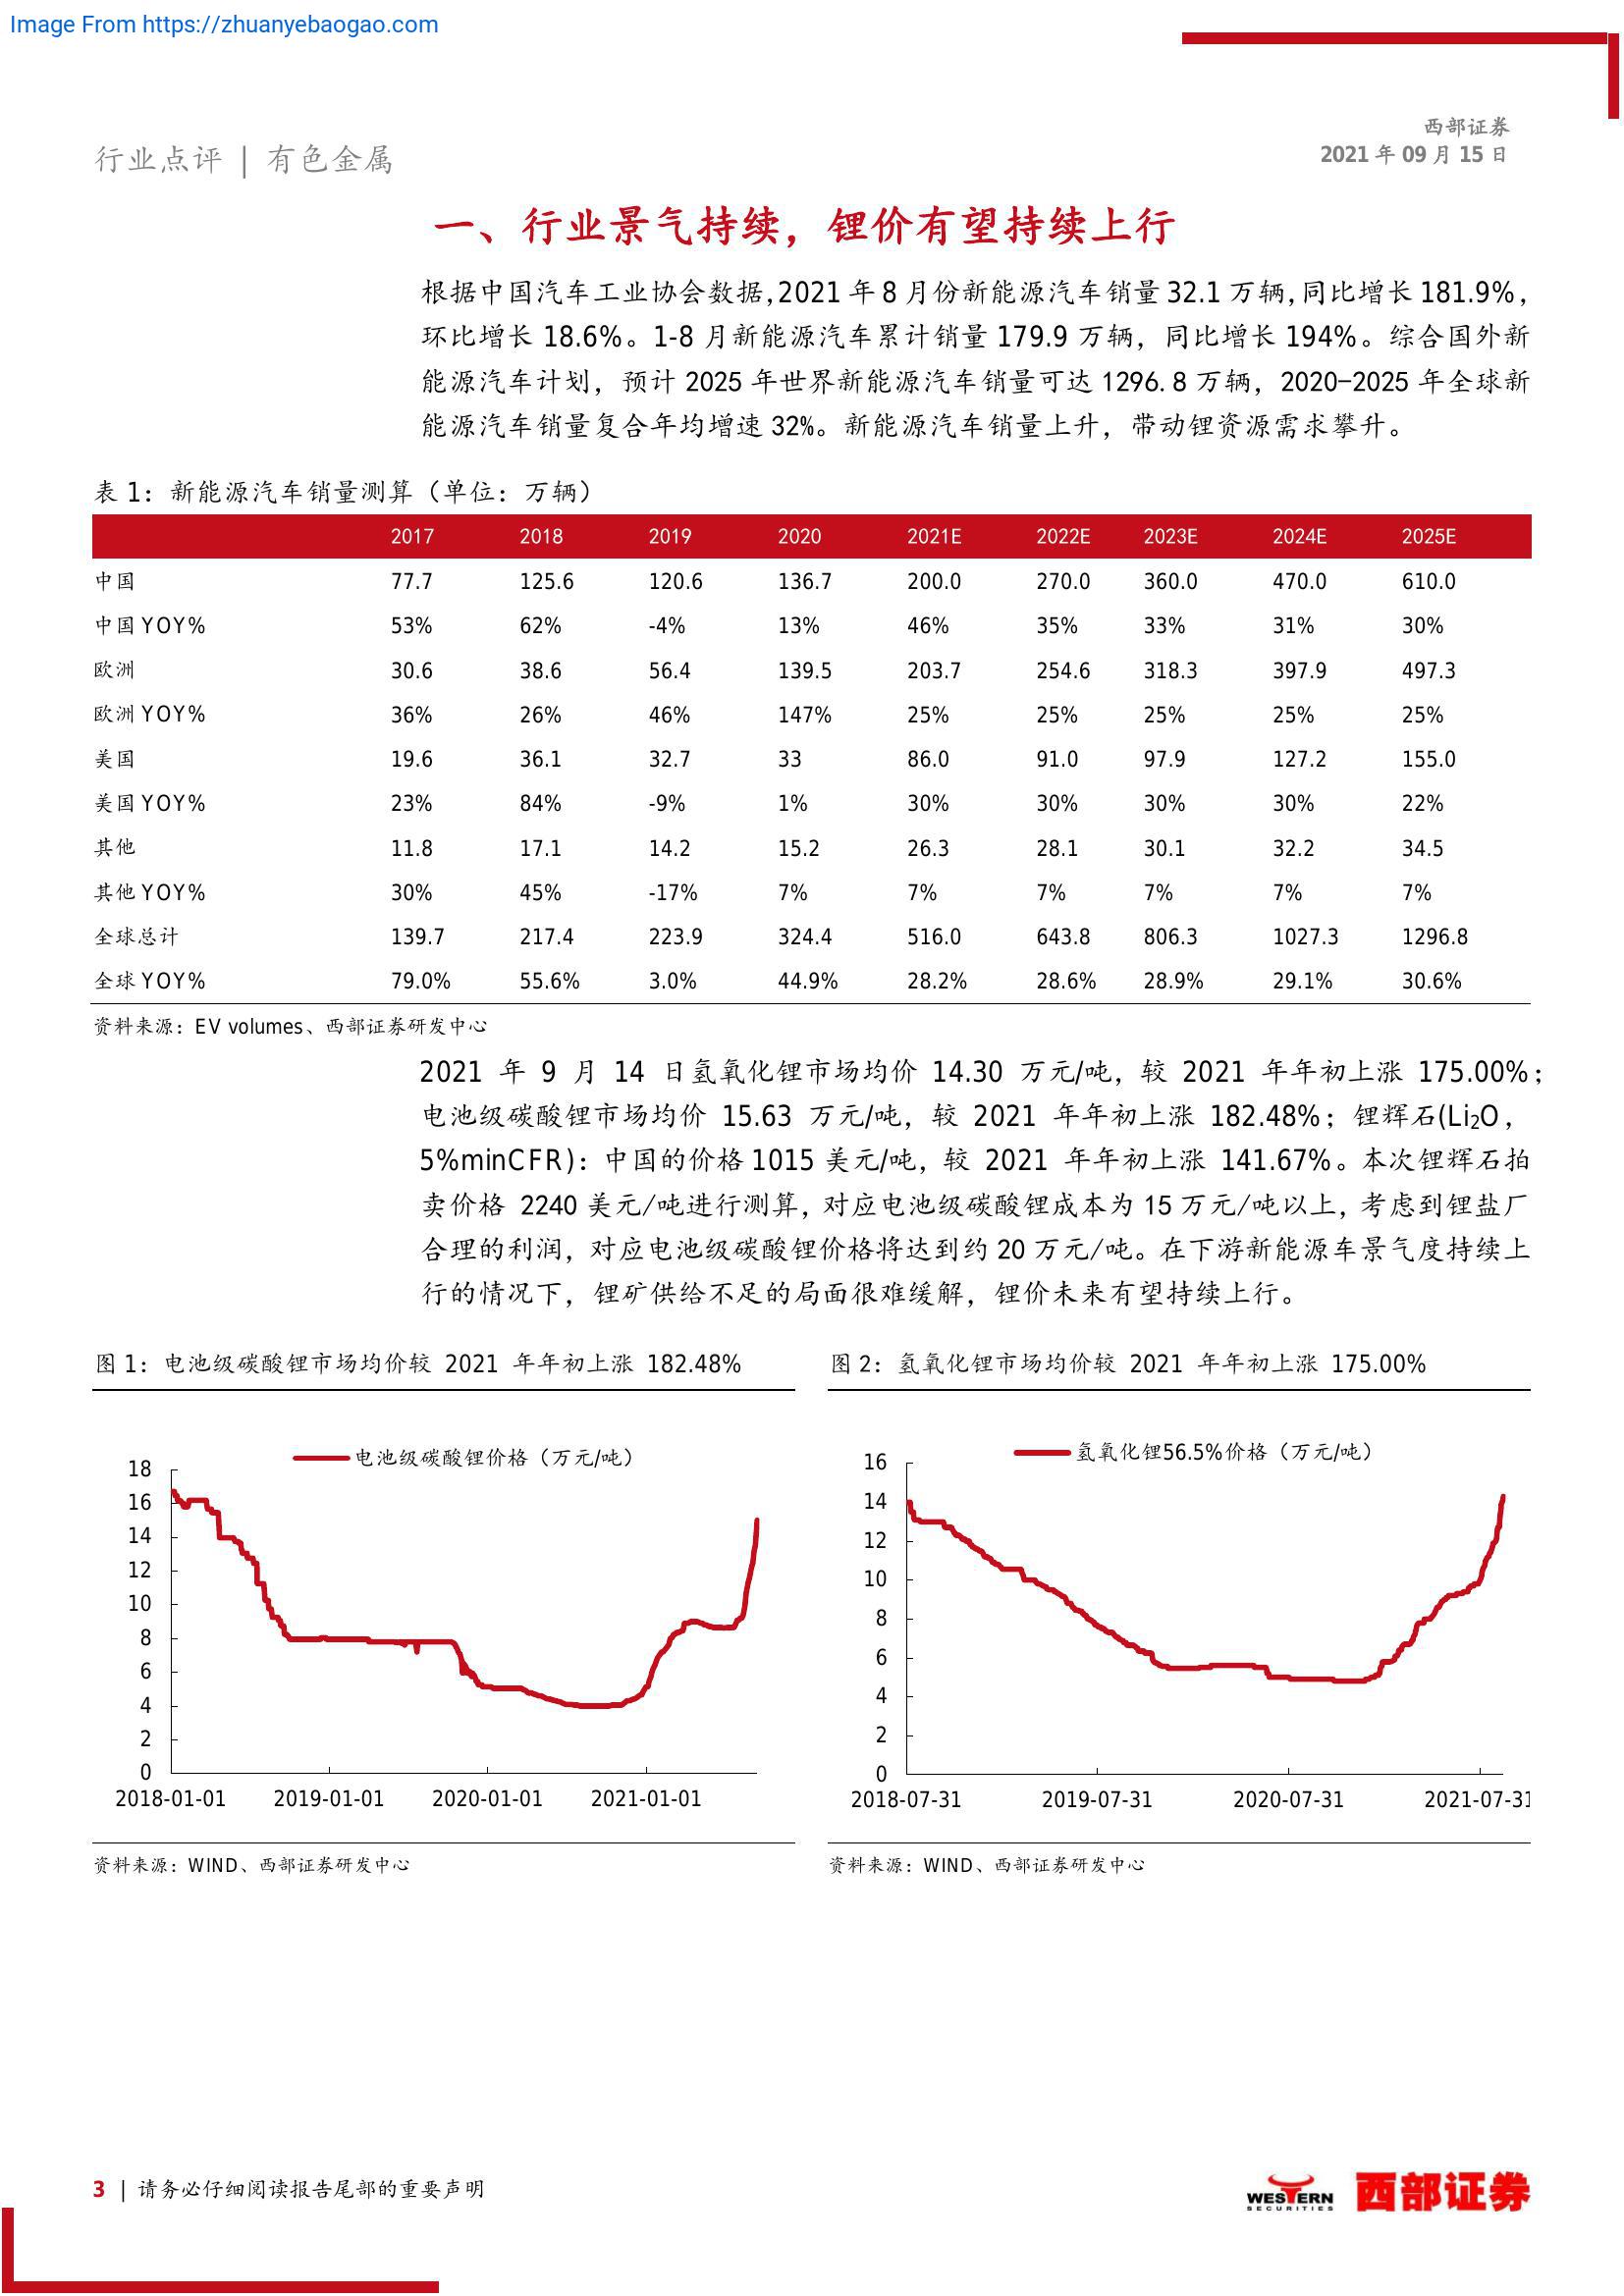 Image From https://zhuanyebaogao.com
西部证券
2021 年 09 月 15 日
行业点评 | 有色金属
一、行业景气持续，锂价有望持续上行
根据中国汽车工业协会数据,2021 年 8 月份新能源汽车销量 32.1 万辆,同比增长 181.9%，
环比增长 18.6%。1-8 月新能源汽车累计销量 179.9 万辆，同比增长 194%。综合国外新
能源汽车计划，预计 2025 年世界新能源汽车销量可达 1296.8 万辆，2020-2025 年全球新
能源汽车销量复合年均增速 32%。新能源汽车销量上升，带动锂资源需求攀升。
表 1：新能源汽车销量测算（单位：万辆）
2017 2018 2019 2020 2021E 2022E 2023E 2024E 2025E
中国 77.7 125.6 120.6 136.7 200.0 270.0 360.0 470.0 610.0
中国 YOY% 53% 62% -4% 13% 46% 35% 33% 31% 30%
欧洲 30.6 38.6 56.4 139.5 203.7 254.6 318.3 397.9 497.3
欧洲 YOY% 36% 26% 46% 147% 25% 25% 25% 25% 25%
美国 19.6 36.1 32.7 33 86.0 91.0 97.9 127.2 155.0
美国 YOY% 23% 84% -9% 1% 30% 30% 30% 30% 22%
其他 11.8 17.1 14.2 15.2 26.3 28.1 30.1 32.2 34.5
其他 YOY% 30% 45% -17% 7% 7% 7% 7% 7% 7%
全球总计 139.7 217.4 223.9 324.4 516.0 643.8 806.3 1027.3 1296.8
全球 YOY% 79.0% 55.6% 3.0% 44.9% 28.2% 28.6% 28.9% 29.1% 30.6%
资料来源：EV volumes、西部证券研发中心
2021 年 9 月 14 日氢氧化锂市场均价 14.30 万元/吨，较 2021 年年初上涨 175.00%；
电池级碳酸锂市场均价 15.63 万元/吨，较 2021 年年初上涨 182.48%；锂辉石(Li₂O，
5%minCFR)：中国的价格 1015 美元/吨，较 2021 年年初上涨 141.67%。本次锂辉石拍
卖价格 2240 美元/吨进行测算，对应电池级碳酸锂成本为 15 万元/吨以上，考虑到锂盐厂
合理的利润，对应电池级碳酸锂价格将达到约 20 万元/吨。在下游新能源车景气度持续上
行的情况下，锂矿供给不足的局面很难缓解，锂价未来有望持续上行。
图 1：电池级碳酸锂市场均价较 2021 年年初上涨 182.48%
电池级碳酸锂价格（万元/吨）
18
16
14
12
10
8
6
4
2
0
2018-01-01 2019-01-01 2020-01-01 2021-01-01
资料来源：WIND、西部证券研发中心
图 2：氢氧化锂市场均价较 2021 年年初上涨 175.00%
氢氧化锂56.5%价格（万元/吨）
16
14
12
10
8
6
4
2
0
2018-07-31 2019-07-31 2020-07-31 2021-07-31
资料来源：WIND、西部证券研发中心
3 | 请务必仔细阅读报告尾部的重要声明
WESTERN
SECURITIES
西部证券